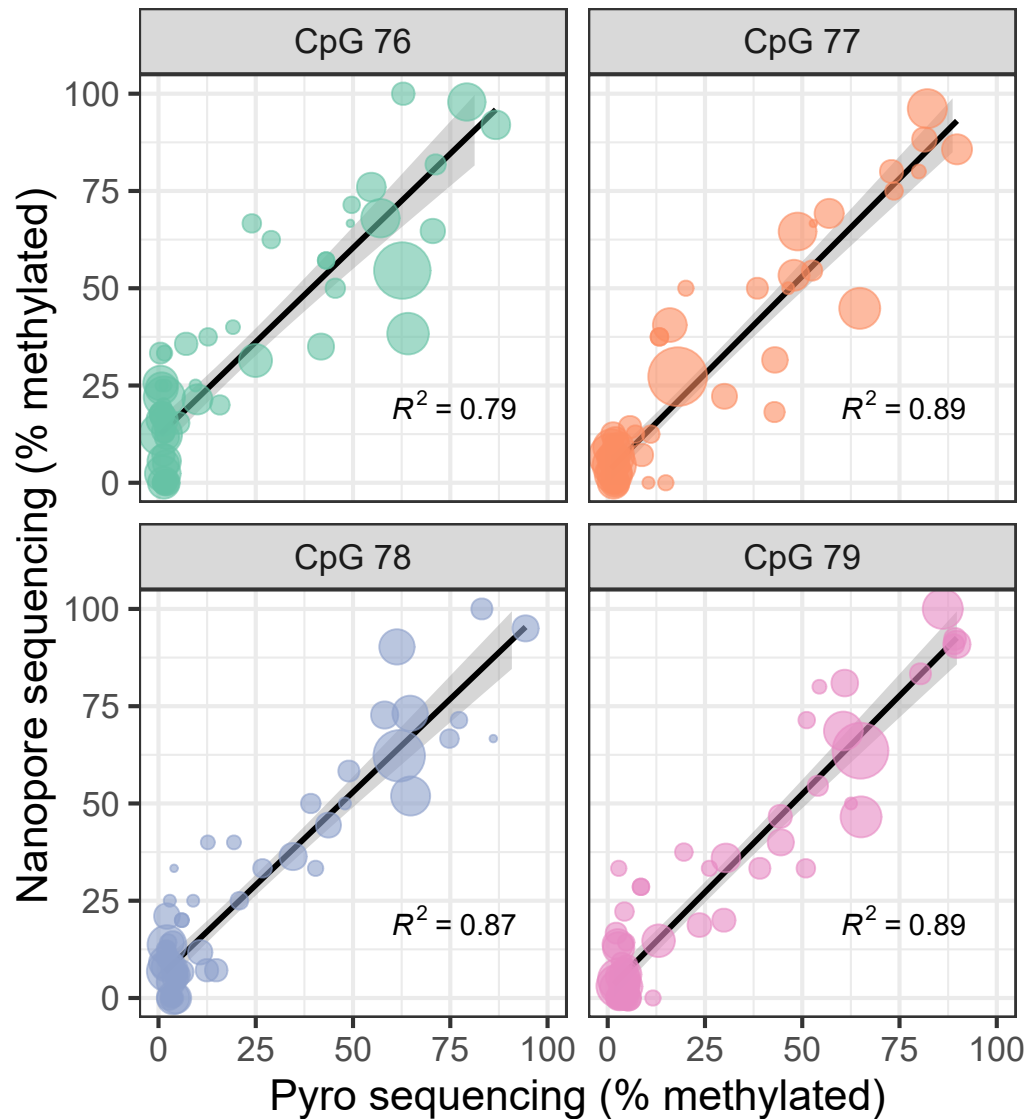 CpG 76
CpG 77
100
75
50
25
0
R² = 0.79
R² = 0.89
CpG 78
CpG 79
100
75
50
25
0
R² = 0.87
R² = 0.89
0 25 50 75 100
0 25 50 75 100
Pyro sequencing (% methylated)
Nanopore sequencing (% methylated)